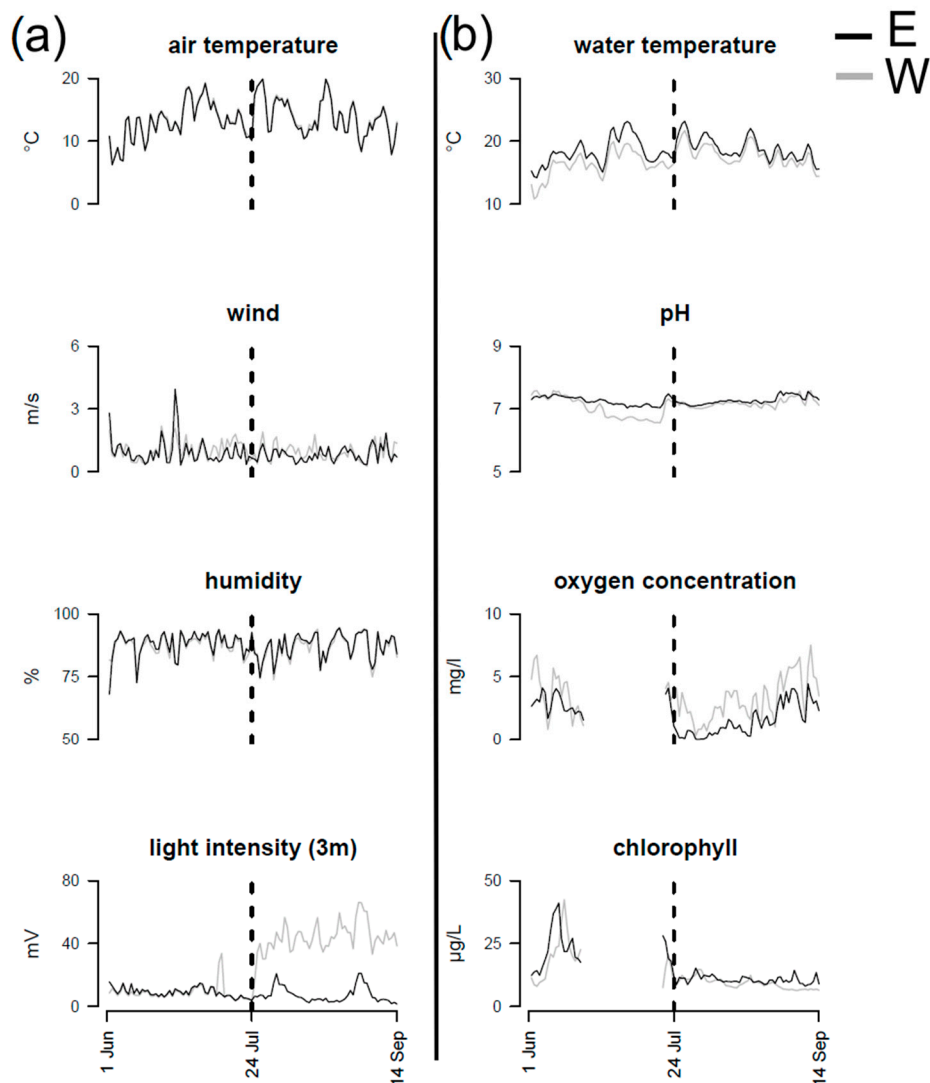 (a)
air temperature
°C
20
10
0
wind
m/s
6
3
0
humidity
%
100
75
50
light intensity (3m)
mV
80
40
0
1 Jun
24 Jul
14 Sep
(b)
E
W
water temperature
°C
30
20
10
pH
9
7
5
oxygen concentration
mg/l
10
5
0
chlorophyll
µg/L
50
25
0
1 Jun
24 Jul
14 Sep